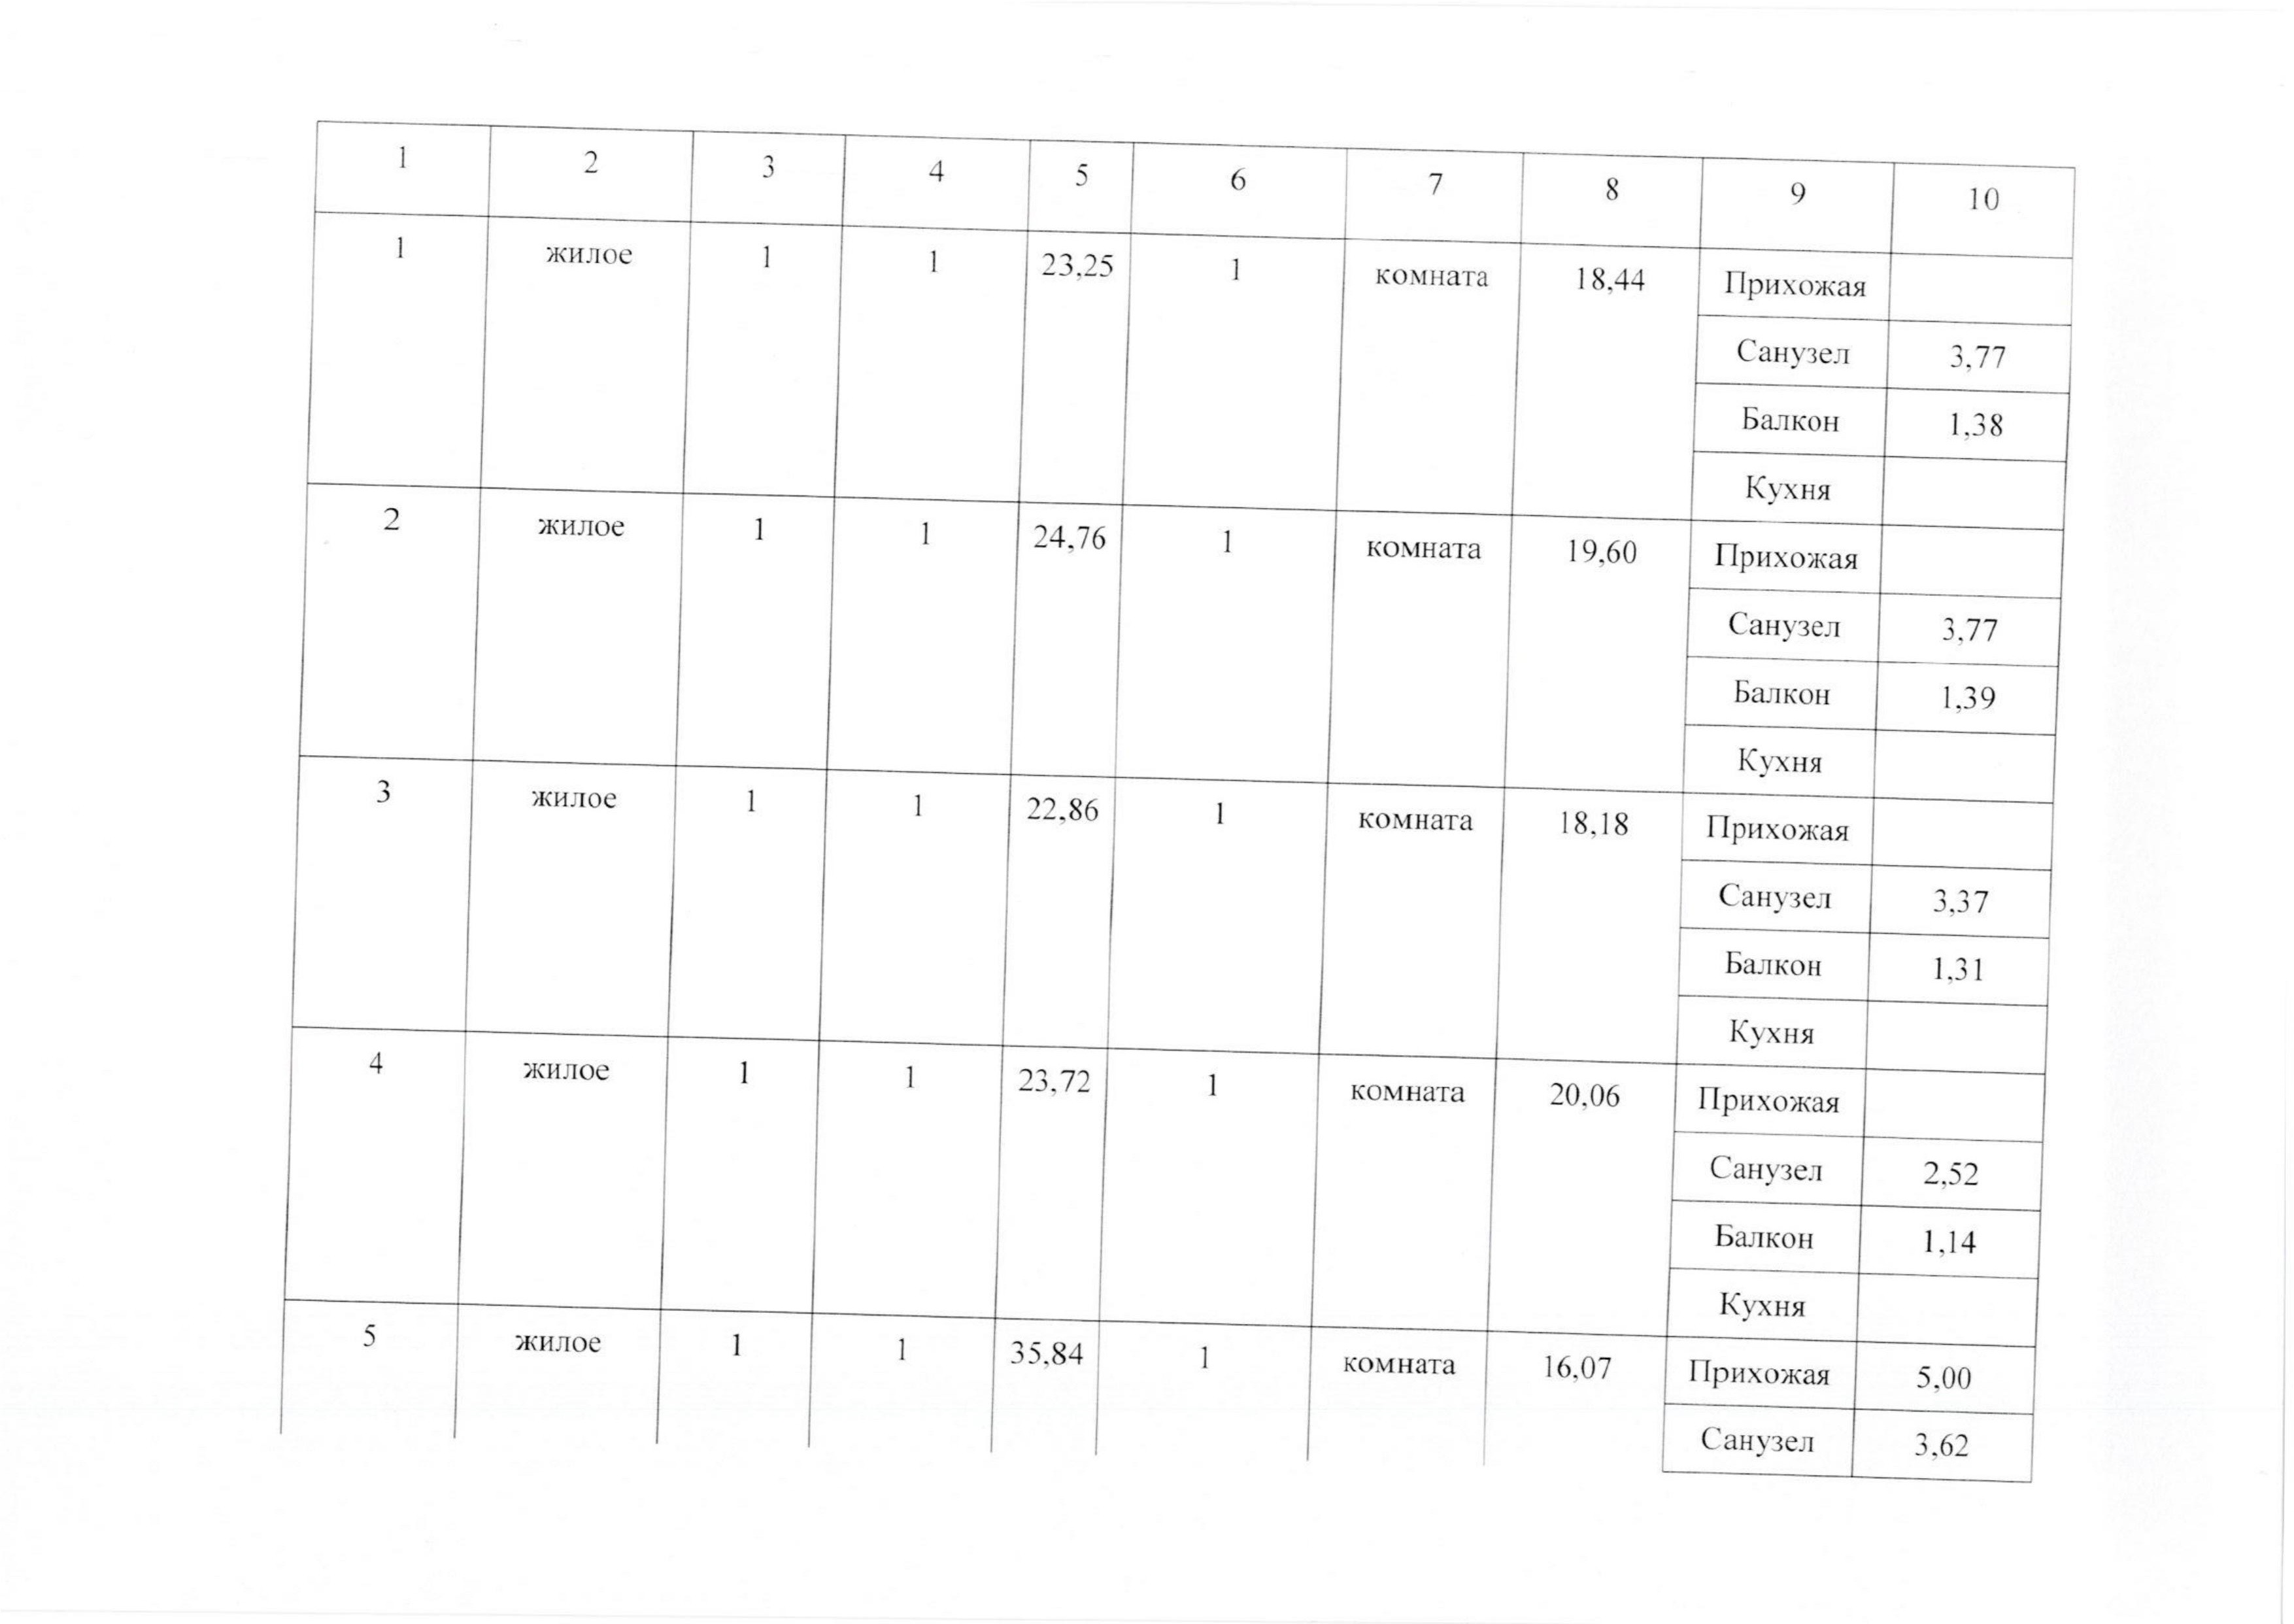 1 2 3 4 5 6 7 8 9 10
1 жилое 1 1 23,25 1 комната 18,44 Прихожая
Санузел 3,77
Балкон 1,38
Кухня
2 жилое 1 1 24,76 1 комната 19,60 Прихожая
Санузел 3,77
Балкон 1,39
Кухня
3 жилое 1 1 22,86 1 комната 18,18 Прихожая
Санузел 3,37
Балкон 1,31
Кухня
4 жилое 1 1 23,72 1 комната 20,06 Прихожая
Санузел 2,52
Балкон 1,14
Кухня
5 жилое 1 1 35,84 1 комната 16,07 Прихожая 5,00
Санузел 3,62